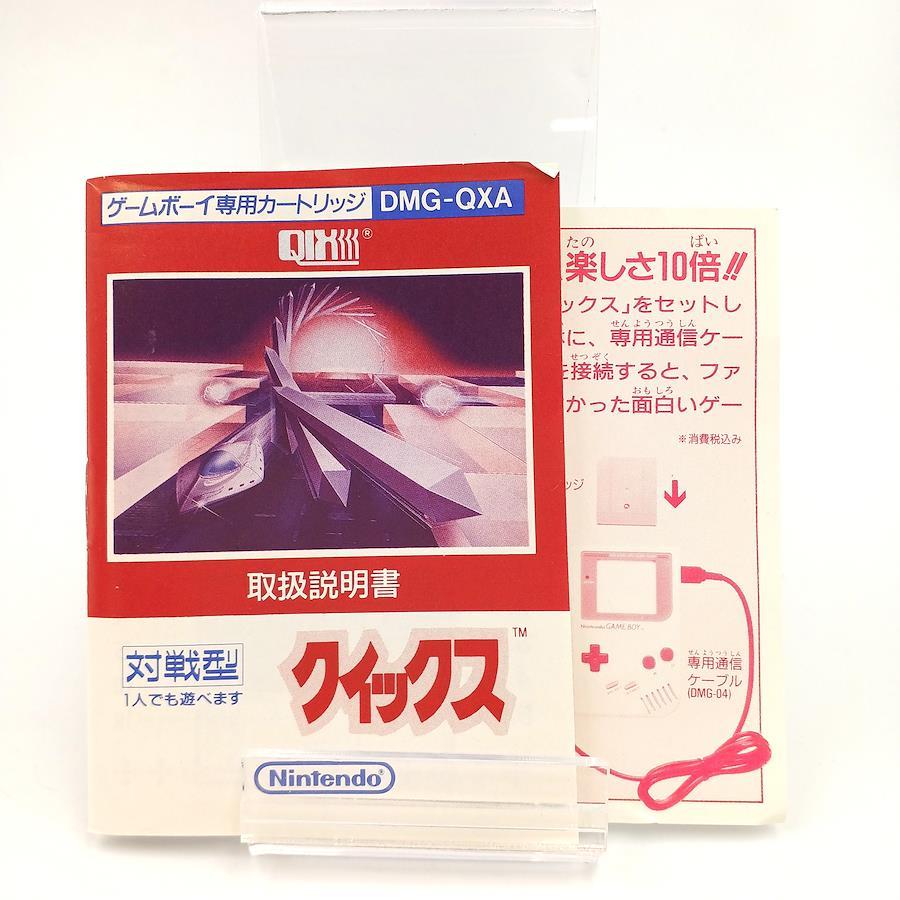 ゲームボーイ専用カートリッジ DMG-QXA
QIX®
取扱説明書
対戦型
1人でも遊べます
クイックス™
Nintendo®
たの ばい
楽しさ10倍!!
ックス」をセットし
せんようつうしん
に、専用通信ケー
せつぞく
を接続すると、ファ
おもしろ
かった面白いゲー
※消費税込み
ッジ
Nintendo GAME BOY™
せんようつうしん
専用通信
ケーブル
(DMG-04)